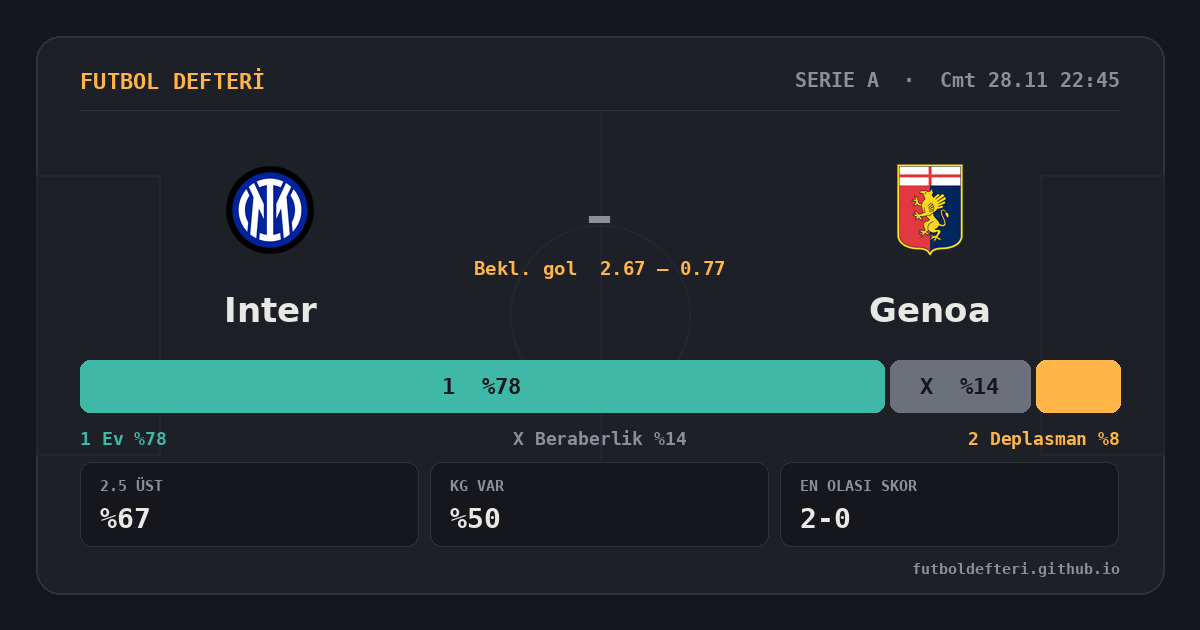 FUTBOL DEFTERİ
SERIE A · Cmt 28.11 22:45
–
Bekl. gol 2.67 – 0.77
Inter
Genoa
1 %78
X %14
1 Ev %78
X Beraberlik %14
2 Deplasman %8
2.5 ÜST
%67
KG VAR
%50
EN OLASI SKOR
2-0
futboldefteri.github.io